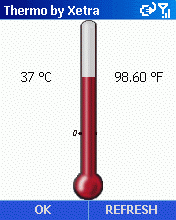 Thermo by Xetra
37 °C
98.60 °F
0
OK
REFRESH